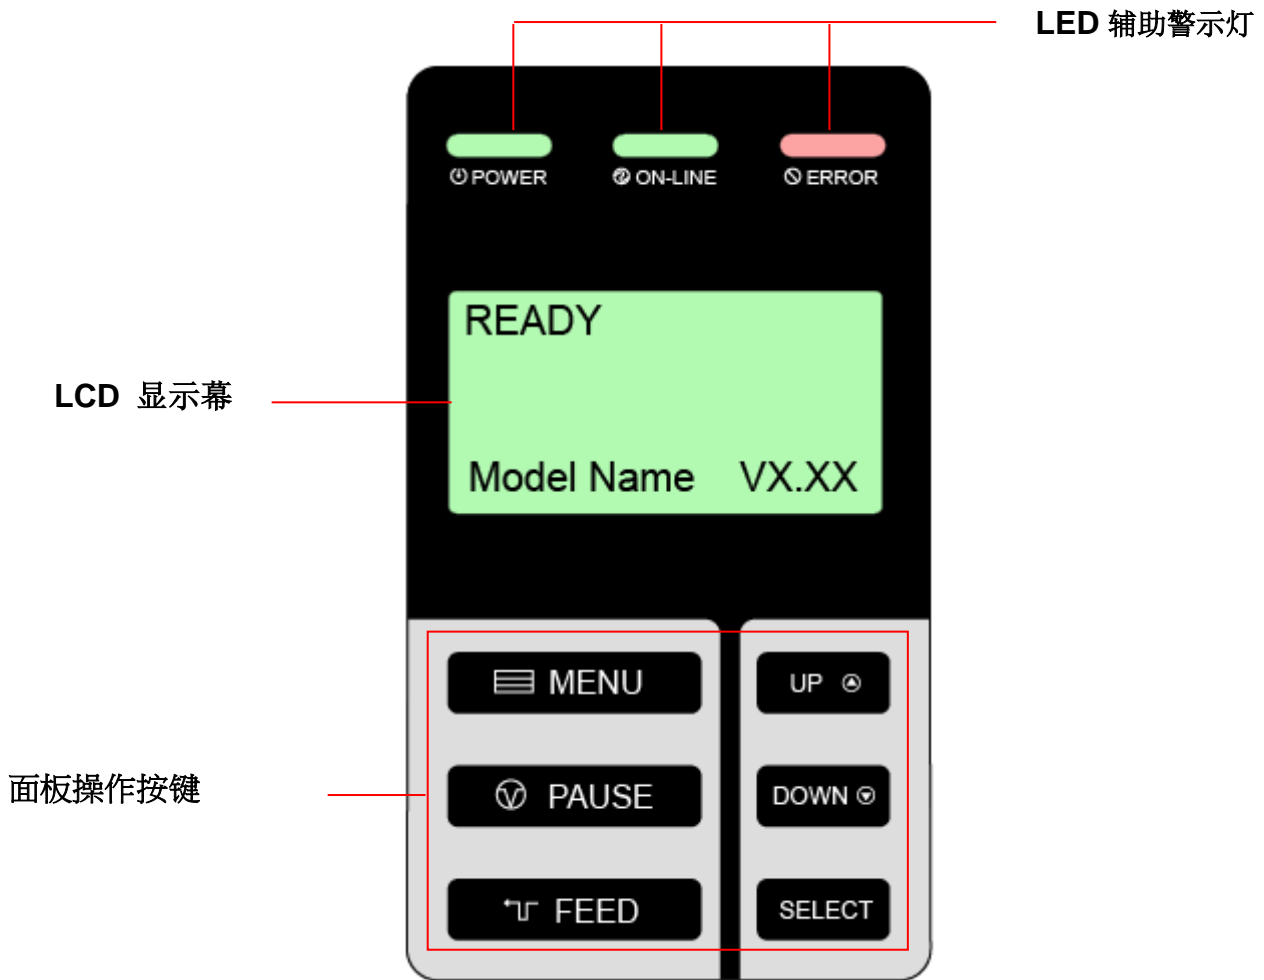 LED 辅助警示灯
POWER
ON-LINE
ERROR
READY
LCD 显示幕
Model Name VX.XX
MENU
UP
面板操作按键
PAUSE
DOWN
FEED
SELECT